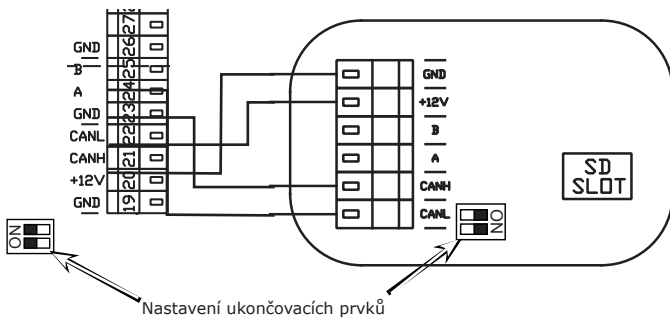 27
GND 26
B 25
A 24
GND 23
CANL 22
CANH 21
+12V 20
GND 19
GND
+12V
B
A
CANH
CANL
SD
SLOT
ON
ON
Nastavení ukončovacích prvků